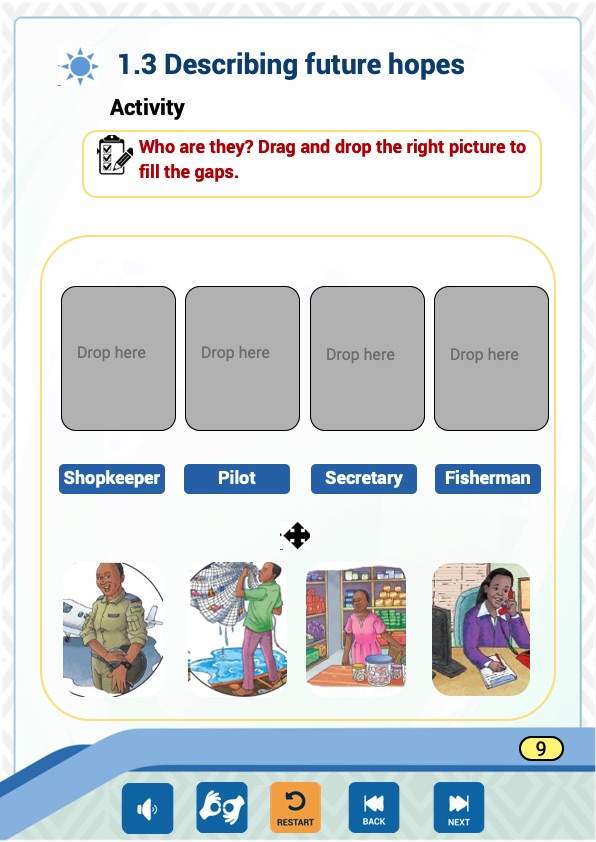 1.3 Describing future hopes
Activity
Who are they? Drag and drop the right picture to
fill the gaps.
Drop here
Drop here
Drop here
Drop here
Shopkeeper
Pilot
Secretary
Fisherman
9
RESTART
BACK
NEXT